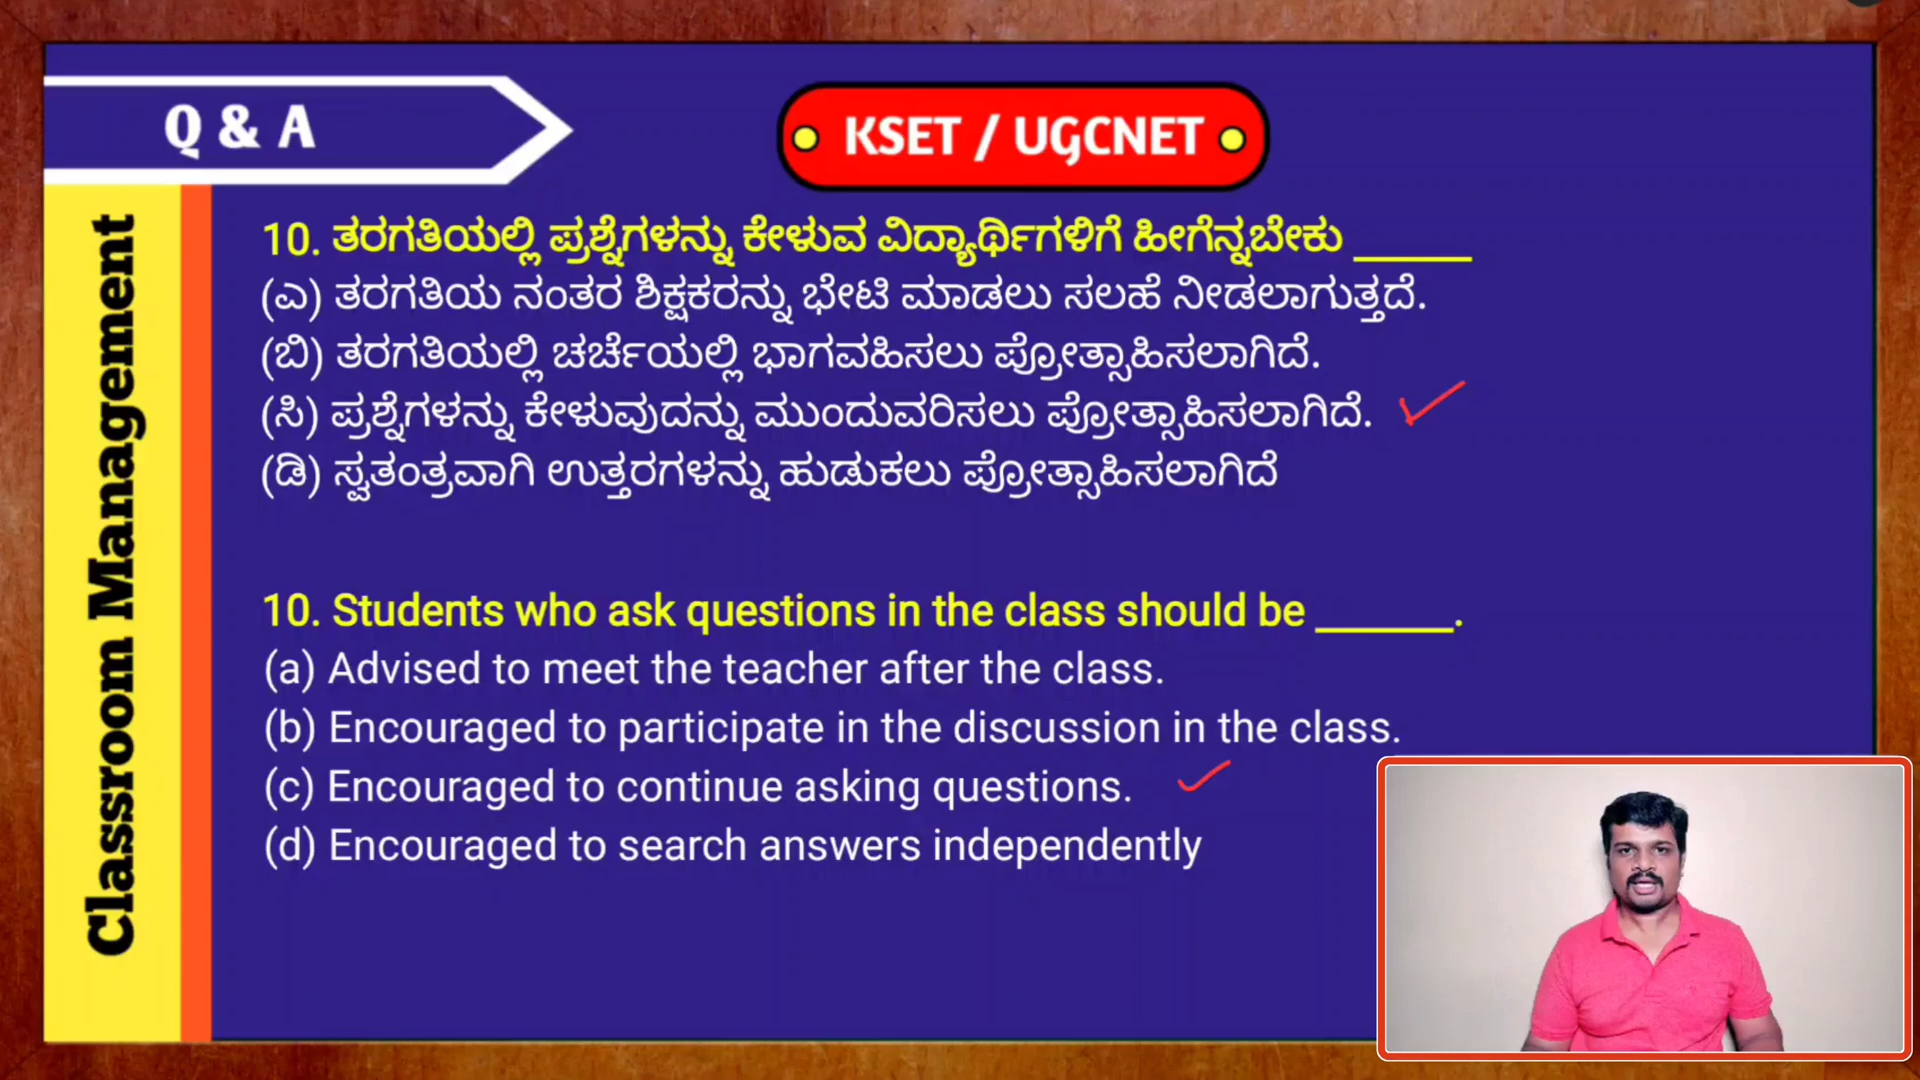 Q & A
KSET / UGCNET
Classroom Management
10. ತರಗತಿಯಲ್ಲಿ ಪ್ರಶ್ನೆಗಳನ್ನು ಕೇಳುವ ವಿದ್ಯಾರ್ಥಿಗಳಿಗೆ ಹೀಗೆನ್ನಬೇಕು ______
(ಎ) ತರಗತಿಯ ನಂತರ ಶಿಕ್ಷಕರನ್ನು ಭೇಟಿ ಮಾಡಲು ಸಲಹೆ ನೀಡಲಾಗುತ್ತದೆ.
(ಬಿ) ತರಗತಿಯಲ್ಲಿ ಚರ್ಚೆಯಲ್ಲಿ ಭಾಗವಹಿಸಲು ಪ್ರೋತ್ಸಾಹಿಸಲಾಗಿದೆ.
(ಸಿ) ಪ್ರಶ್ನೆಗಳನ್ನು ಕೇಳುವುದನ್ನು ಮುಂದುವರಿಸಲು ಪ್ರೋತ್ಸಾಹಿಸಲಾಗಿದೆ.
(ಡಿ) ಸ್ವತಂತ್ರವಾಗಿ ಉತ್ತರಗಳನ್ನು ಹುಡುಕಲು ಪ್ರೋತ್ಸಾಹಿಸಲಾಗಿದೆ
10. Students who ask questions in the class should be _______.
(a) Advised to meet the teacher after the class.
(b) Encouraged to participate in the discussion in the class.
(c) Encouraged to continue asking questions.
(d) Encouraged to search answers independently